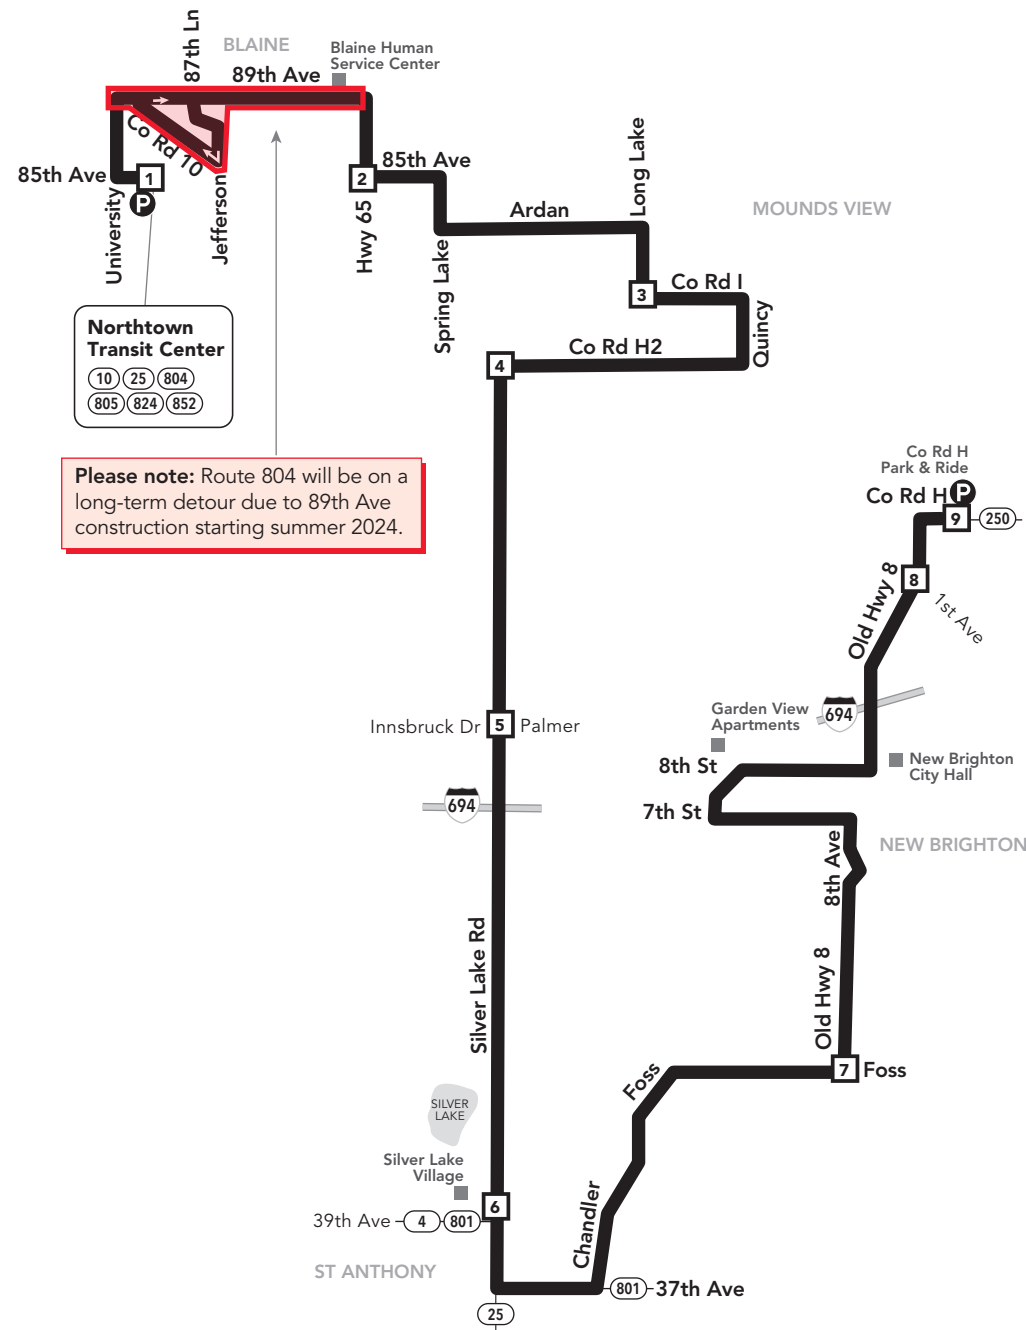 87th Ln
BLAINE
Blaine Human
Service Center
89th Ave
Co Rd 10
85th Ave
1
P
University
Jefferson
2
85th Ave
Hwy 65
Spring Lake
Ardan
Long Lake
MOUNDS VIEW
3
Co Rd I
Quincy
Co Rd H2
4
Northtown
Transit Center
10 25 804
805 824 852
Please note: Route 804 will be on a
long-term detour due to 89th Ave
construction starting summer 2024.
Co Rd H
Park & Ride
Co Rd H
P
9
250
8
1st Ave
Old Hwy 8
694
Garden View
Apartments
8th St
New Brighton
City Hall
7th St
NEW BRIGHTON
8th Ave
Innsbruck Dr 5 Palmer
694
Silver Lake Rd
Old Hwy 8
7 Foss
Foss
SILVER
LAKE
Silver Lake
Village
6
39th Ave 4 801
Chandler
ST ANTHONY
801 37th Ave
25